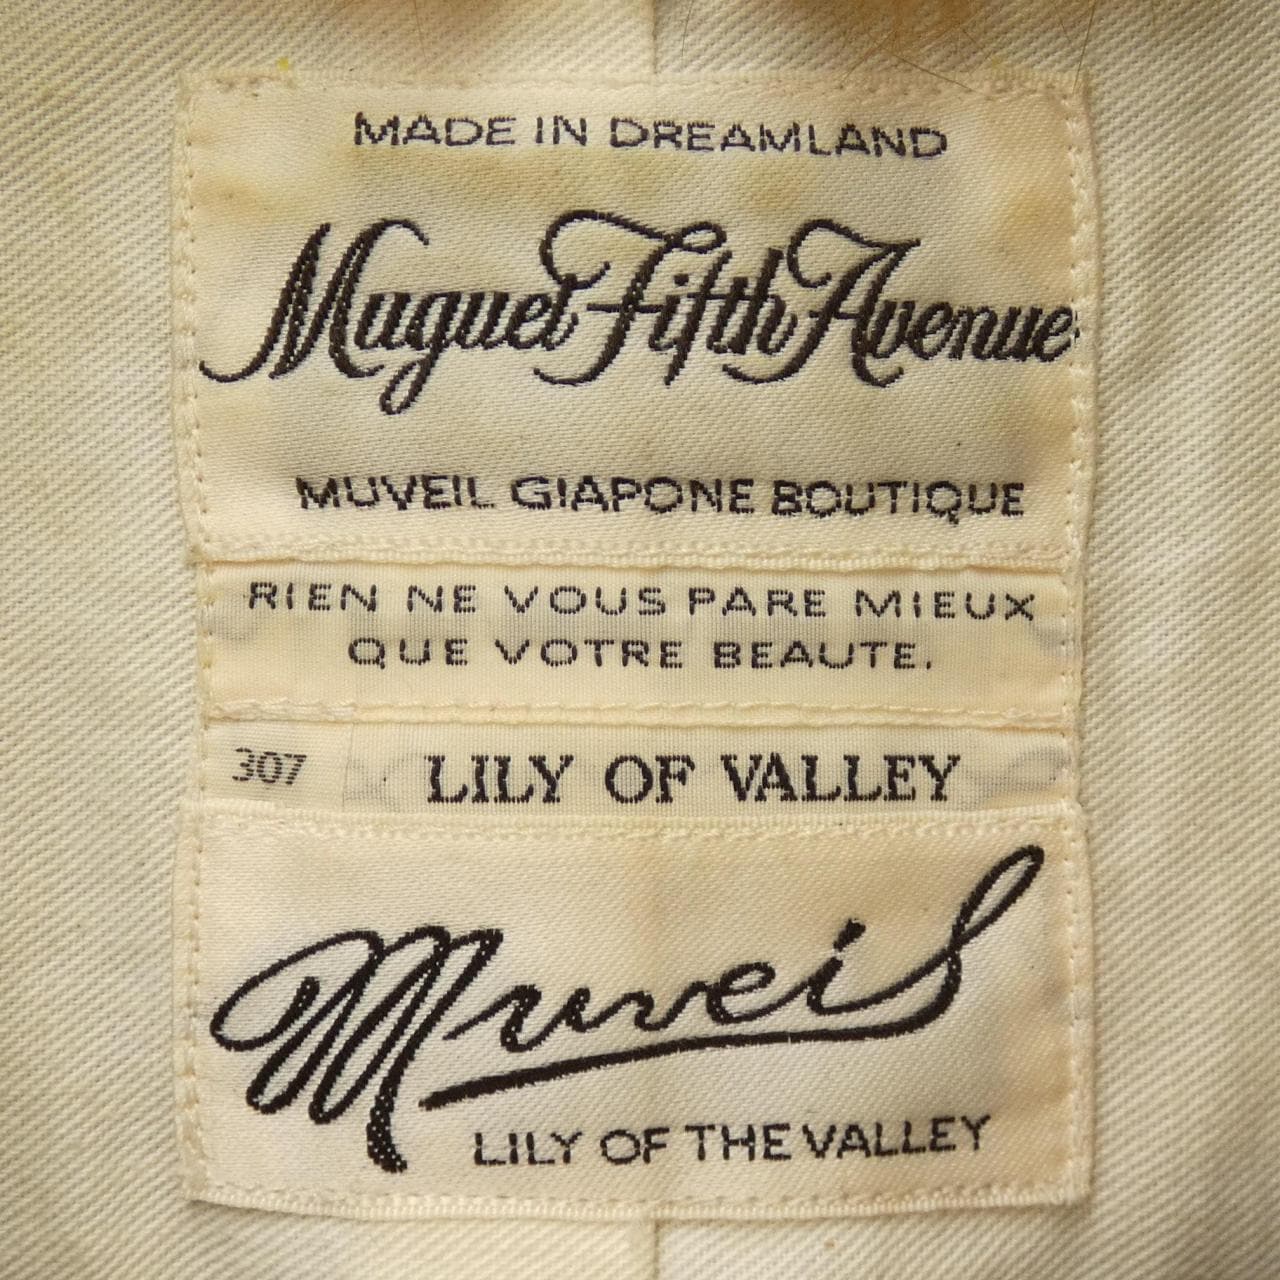 MADE IN DREAMLAND
Muguet Fifth Avenue
MUVEIL GIAPONE BOUTIQUE
RIEN NE VOUS PARE MIEUX
QUE VOTRE BEAUTE.
307 LILY OF VALLEY
Muveil
LILY OF THE VALLEY